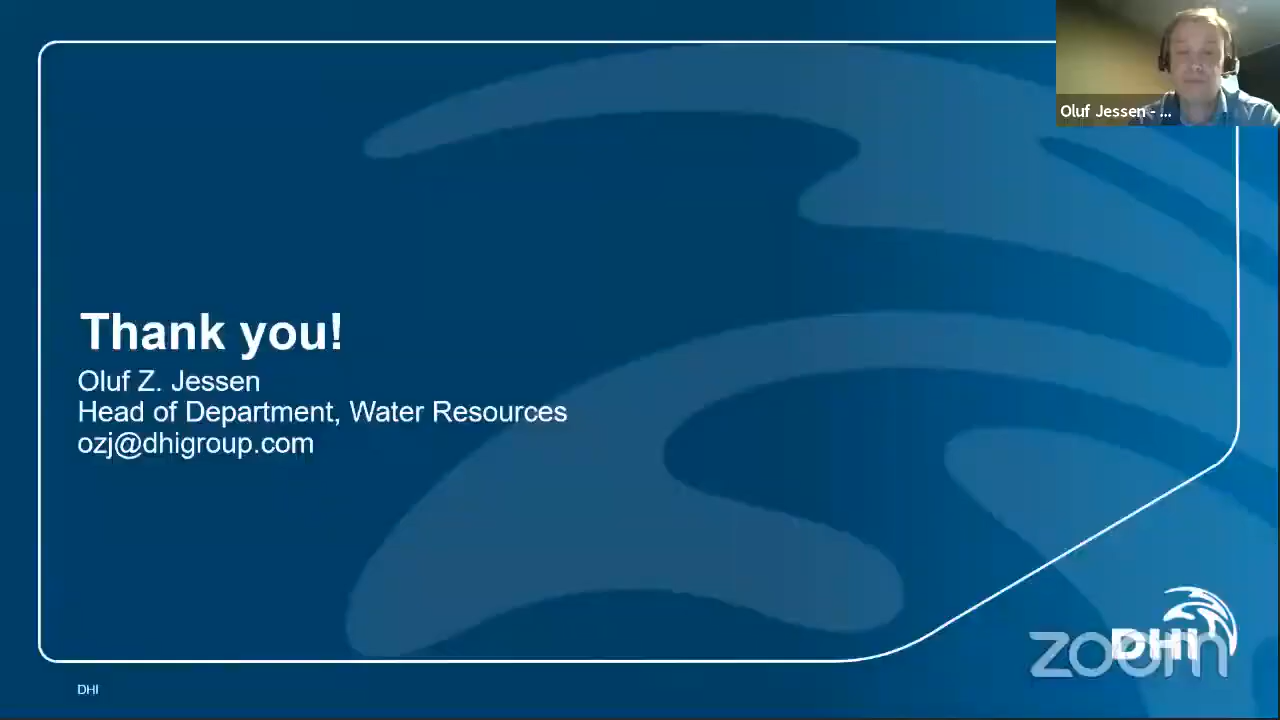 Oluf Jessen - ...
Thank you!
Oluf Z. Jessen
Head of Department, Water Resources
ozj@dhigroup.com
DHI
zoom
DHI